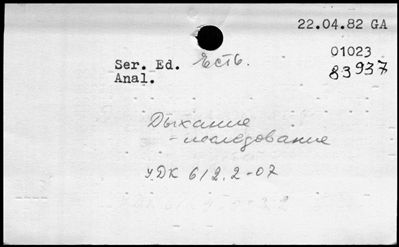 22.04.82 GA
01023
Ser. Ed. Есть.
83937
Anal.
Дыхание
- исследование
УДК 612.2-07